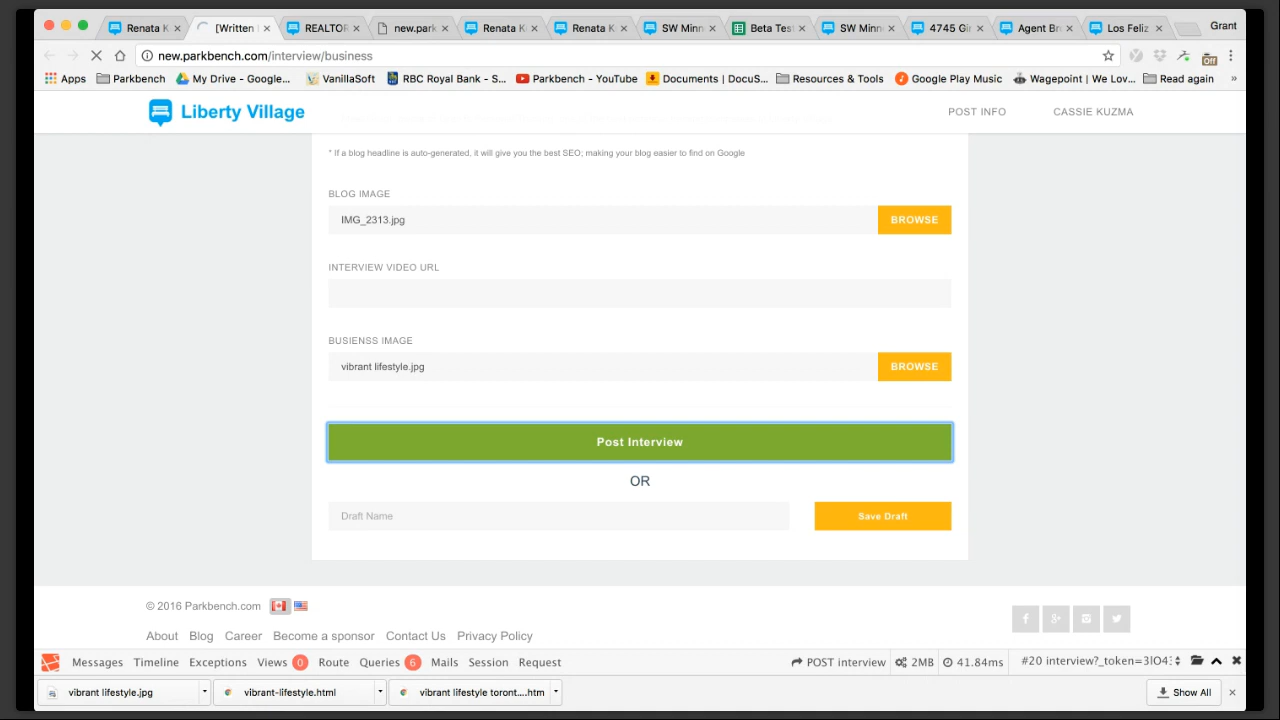 Renata K
[Written
REALTOR
new.park
Renata K
Renata K
SW Minn
Beta Test
SW Minn
4745 Gir
Agent Br
Los Feliz
Grant
new.parkbench.com/interview/business
Off
Apps
Parkbench
My Drive - Google...
VanillaSoft
RBC Royal Bank - S...
Parkbench - YouTube
Documents | DocuS...
Resources & Tools
Google Play Music
Wagepoint | We Lov...
Read again
»
Liberty Village
POST INFO
CASSIE KUZMA
* If a blog headline is auto-generated, it will give you the best SEO; making your blog easier to find on Google
BLOG IMAGE
IMG_2313.jpg
BROWSE
INTERVIEW VIDEO URL
BUSIENSS IMAGE
vibrant lifestyle.jpg
BROWSE
Post Interview
OR
Draft Name
Save Draft
© 2016 Parkbench.com
About Blog Career Become a sponsor Contact Us Privacy Policy
Messages Timeline Exceptions Views 0 Route Queries 6 Mails Session Request
POST interview
2MB
41.84ms
#20 interview?_token=3lO4
vibrant lifestyle.jpg
vibrant-lifestyle.html
vibrant lifestyle toront....htm
Show All